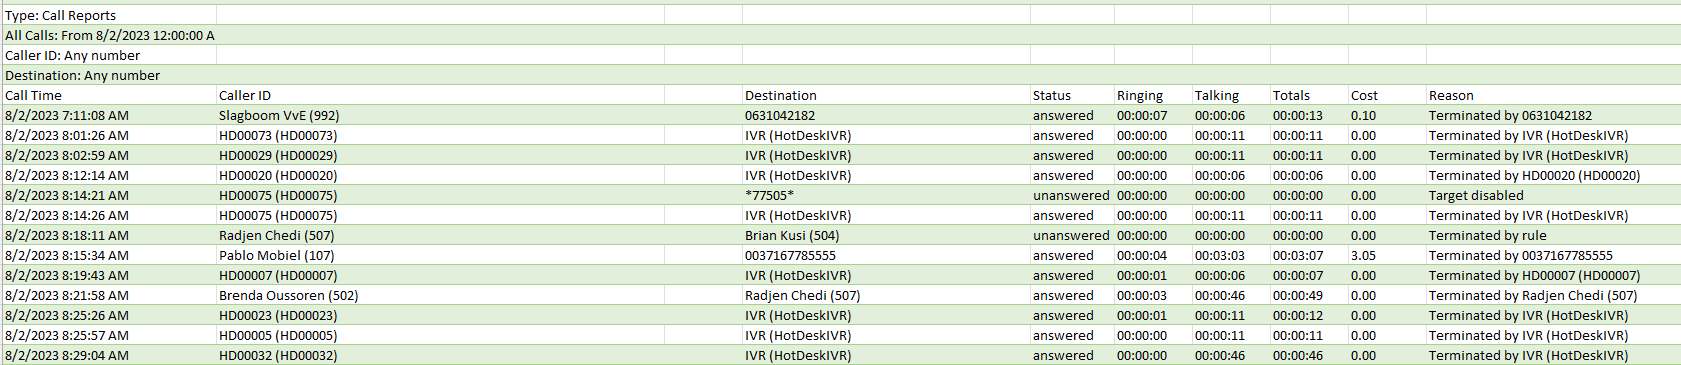 Type: Call Reports
All Calls: From 8/2/2023 12:00:00 A
Caller ID: Any number
Destination: Any number
Call Time Caller ID Destination Status Ringing Talking Totals Cost Reason
8/2/2023 7:11:08 AM Slagboom VvE (992) 0631042182 answered 00:00:07 00:00:06 00:00:13 0.10 Terminated by 0631042182
8/2/2023 8:01:26 AM HD00073 (HD00073) IVR (HotDeskIVR) answered 00:00:00 00:00:11 00:00:11 0.00 Terminated by IVR (HotDeskIVR)
8/2/2023 8:02:59 AM HD00029 (HD00029) IVR (HotDeskIVR) answered 00:00:00 00:00:11 00:00:11 0.00 Terminated by IVR (HotDeskIVR)
8/2/2023 8:12:14 AM HD00020 (HD00020) IVR (HotDeskIVR) answered 00:00:00 00:00:06 00:00:06 0.00 Terminated by HD00020 (HD00020)
8/2/2023 8:14:21 AM HD00075 (HD00075) *77505* unanswered 00:00:00 00:00:00 00:00:00 0.00 Target disabled
8/2/2023 8:14:26 AM HD00075 (HD00075) IVR (HotDeskIVR) answered 00:00:00 00:00:11 00:00:11 0.00 Terminated by IVR (HotDeskIVR)
8/2/2023 8:18:11 AM Radjen Chedi (507) Brian Kusi (504) unanswered 00:00:00 00:00:00 00:00:00 0.00 Terminated by rule
8/2/2023 8:15:34 AM Pablo Mobiel (107) 0037167785555 answered 00:00:04 00:03:03 00:03:07 3.05 Terminated by 0037167785555
8/2/2023 8:19:43 AM HD00007 (HD00007) IVR (HotDeskIVR) answered 00:00:01 00:00:06 00:00:07 0.00 Terminated by HD00007 (HD00007)
8/2/2023 8:21:58 AM Brenda Oussoren (502) Radjen Chedi (507) answered 00:00:03 00:00:46 00:00:49 0.00 Terminated by Radjen Chedi (507)
8/2/2023 8:25:26 AM HD00023 (HD00023) IVR (HotDeskIVR) answered 00:00:01 00:00:11 00:00:12 0.00 Terminated by IVR (HotDeskIVR)
8/2/2023 8:25:57 AM HD00005 (HD00005) IVR (HotDeskIVR) answered 00:00:00 00:00:11 00:00:11 0.00 Terminated by IVR (HotDeskIVR)
8/2/2023 8:29:04 AM HD00032 (HD00032) IVR (HotDeskIVR) answered 00:00:00 00:00:46 00:00:46 0.00 Terminated by IVR (HotDeskIVR)